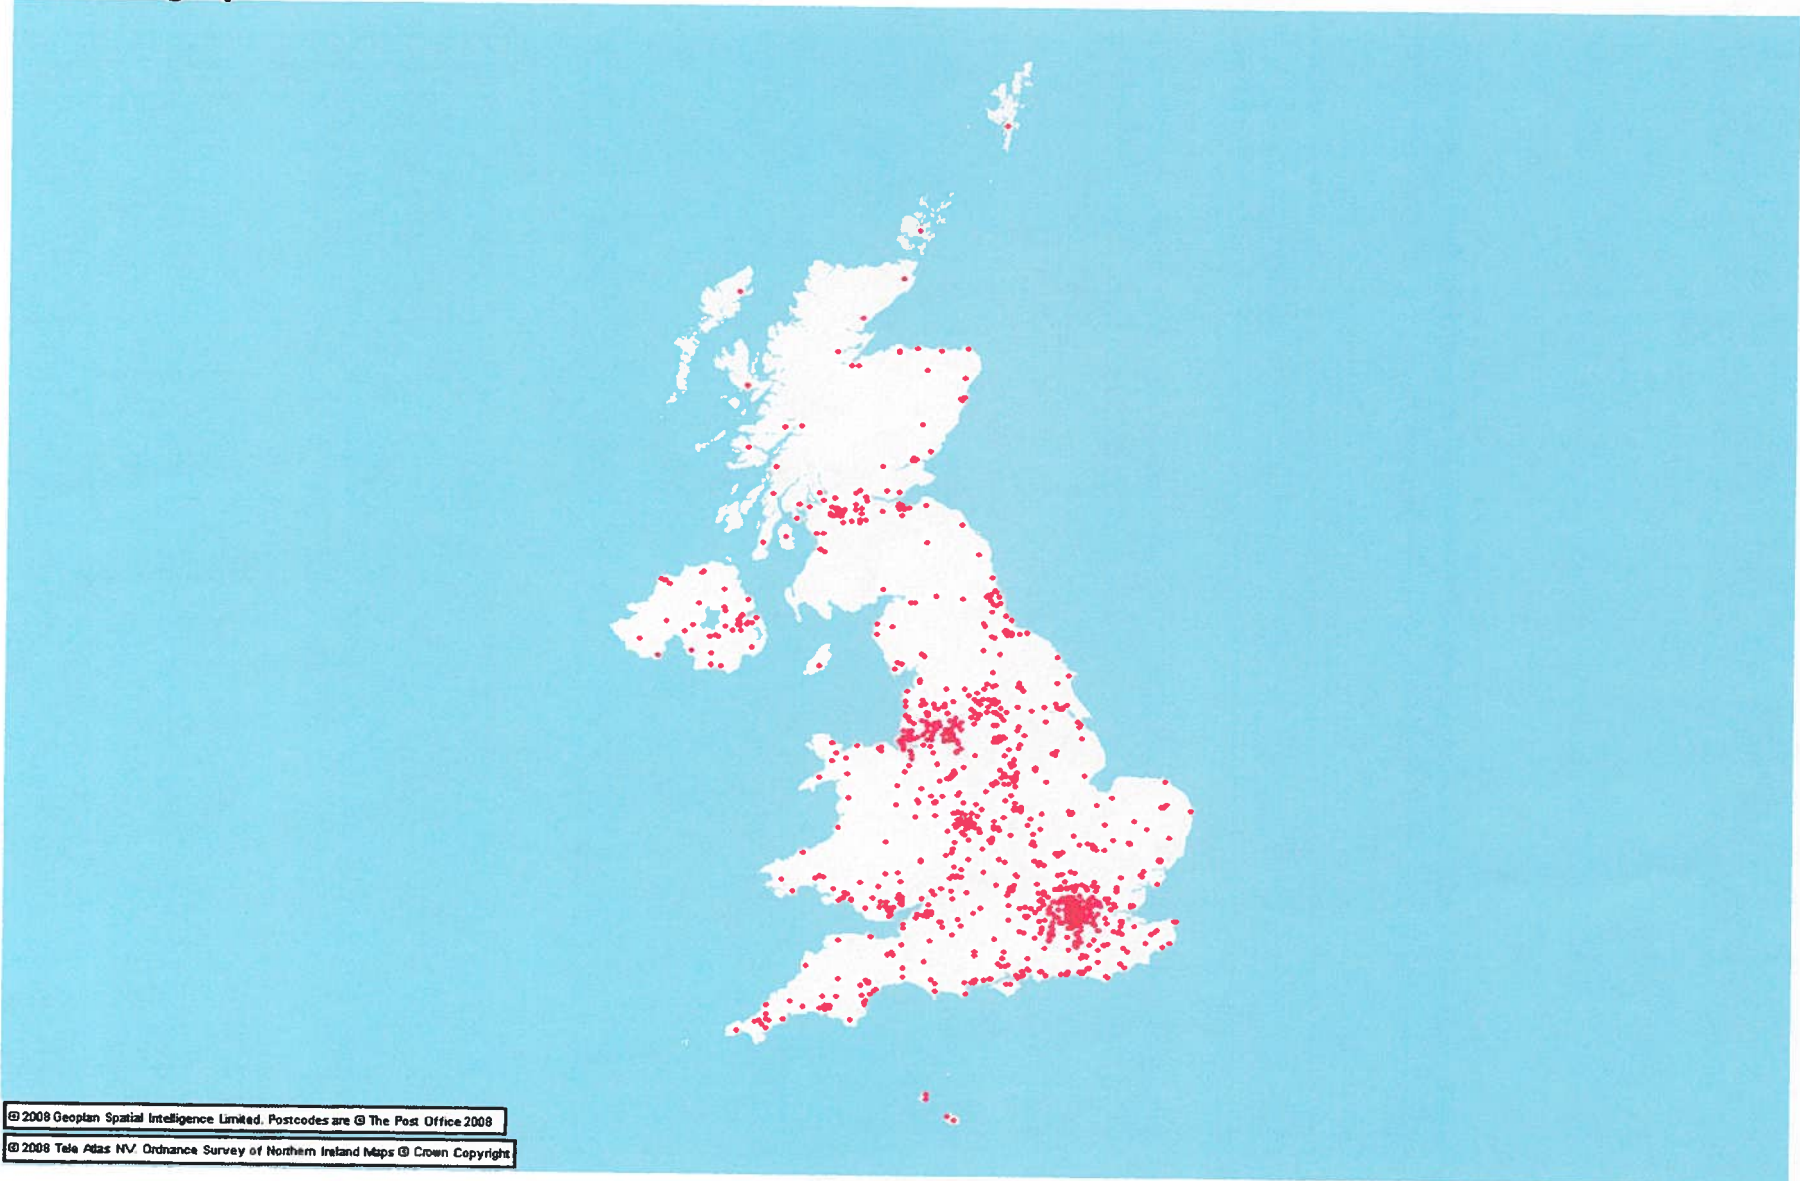 © 2008 Geoplan Spatial Intelligence Limited. Postcodes are © The Post Office 2008
© 2008 Tele Atlas NV. Ordnance Survey of Northern Ireland Maps © Crown Copyright